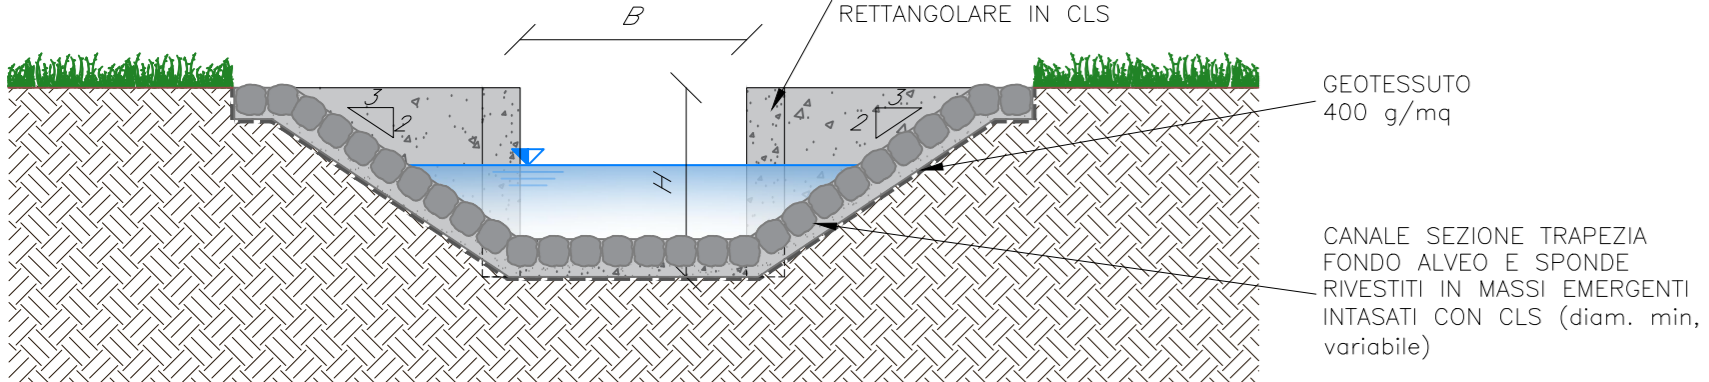 B
RETTANGOLARE IN CLS
3
2
3
2
H
GEOTESSUTO
400 g/mq
CANALE SEZIONE TRAPEZIA
FONDO ALVEO E SPONDE
RIVESTITI IN MASSI EMERGENTI
INTASATI CON CLS (diam. min,
variabile)